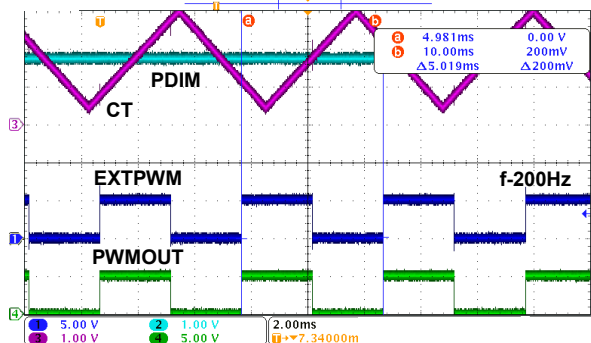 T
T
a
b
a 4.981ms 0.00 V
b 10.00ms 200mV
Δ5.019ms Δ200mV
PDIM
CT
3
EXTPWM
f-200Hz
T
PWMOUT
4
1 5.00 V 2 1.00 V 2.00ms
3 1.00 V 4 5.00 V T→▼7.34000m